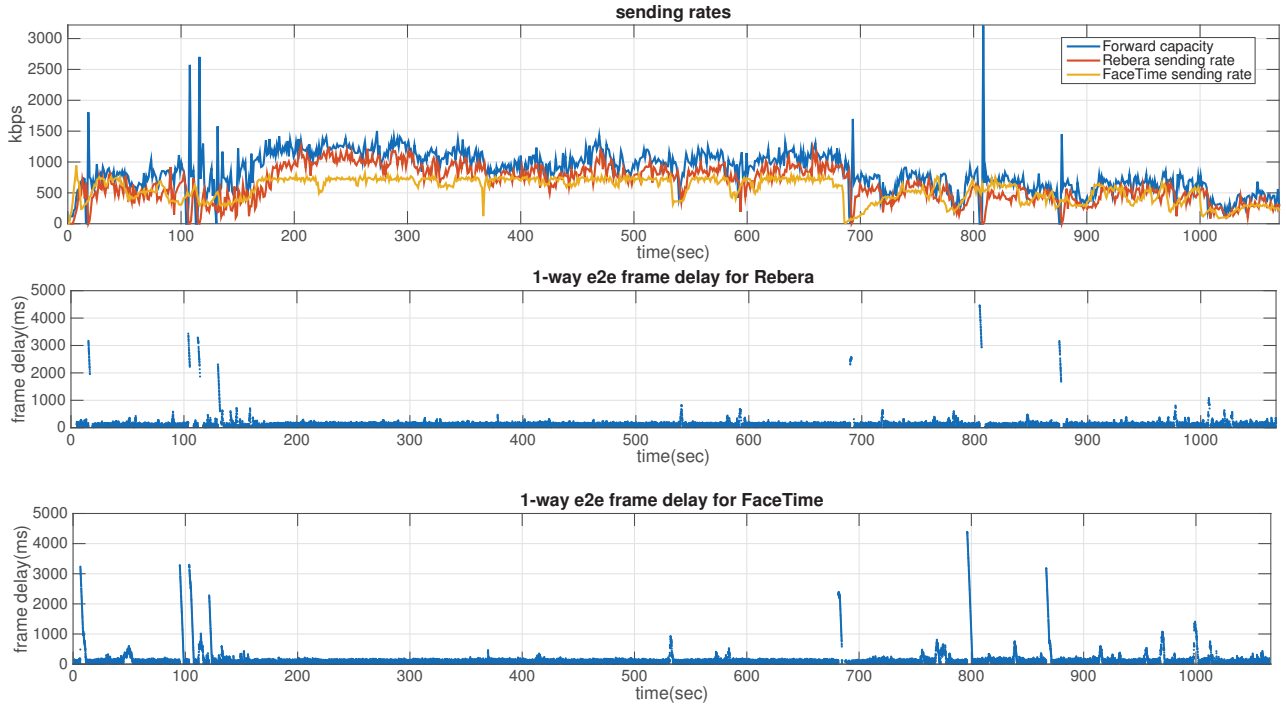 sending rates
3000
2500
2000
1500
1000
500
0
kbps
Forward capacity
Rebera sending rate
FaceTime sending rate
0 100 200 300 400 500 600 700 800 900 1000
time(sec)
1-way e2e frame delay for Rebera
5000
4000
3000
2000
1000
0
frame delay(ms)
0 100 200 300 400 500 600 700 800 900 1000
time(sec)
1-way e2e frame delay for FaceTime
5000
4000
3000
2000
1000
0
frame delay(ms)
0 100 200 300 400 500 600 700 800 900 1000
time(sec)